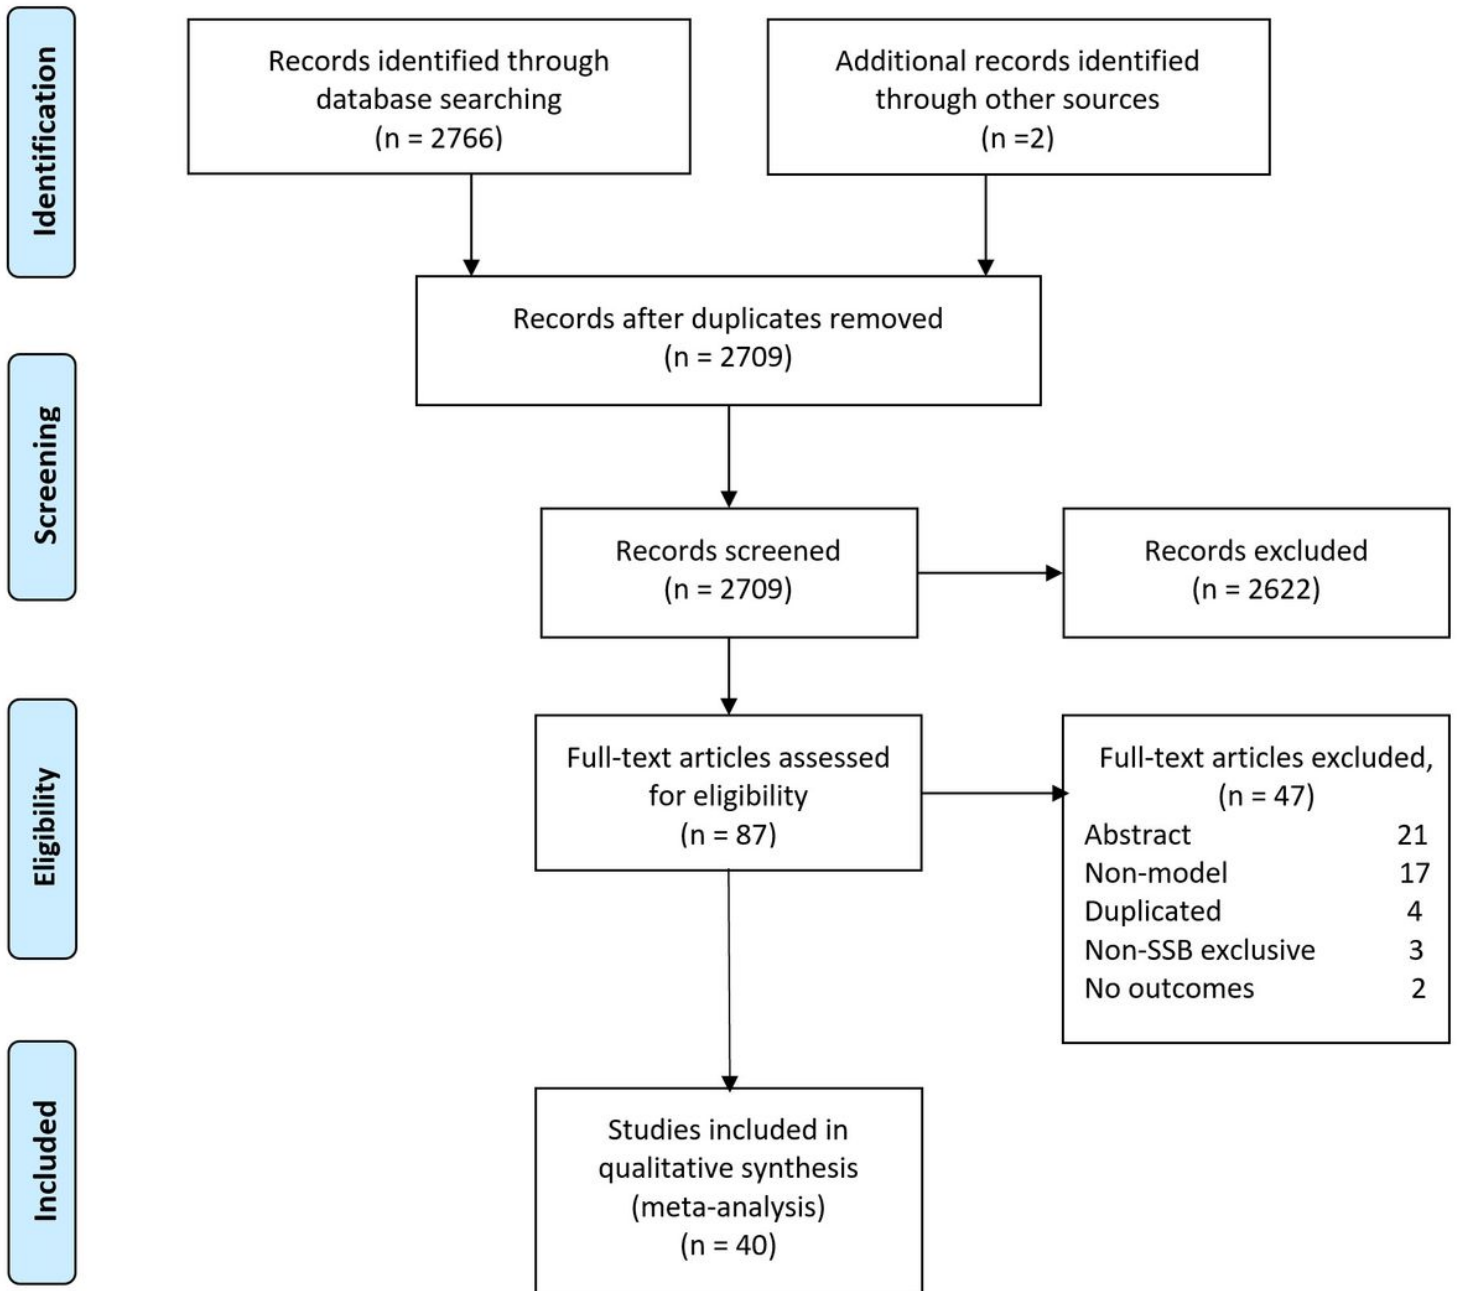 Identification
Records identified through
database searching
(n = 2766)
Additional records identified
through other sources
(n =2)
Records after duplicates removed
(n = 2709)
Screening
Records screened
(n = 2709)
Records excluded
(n = 2622)
Eligibility
Full-text articles assessed
for eligibility
(n = 87)
Full-text articles excluded,
(n = 47)
Abstract 21
Non-model 17
Duplicated 4
Non-SSB exclusive 3
No outcomes 2
Included
Studies included in
qualitative synthesis
(meta-analysis)
(n = 40)